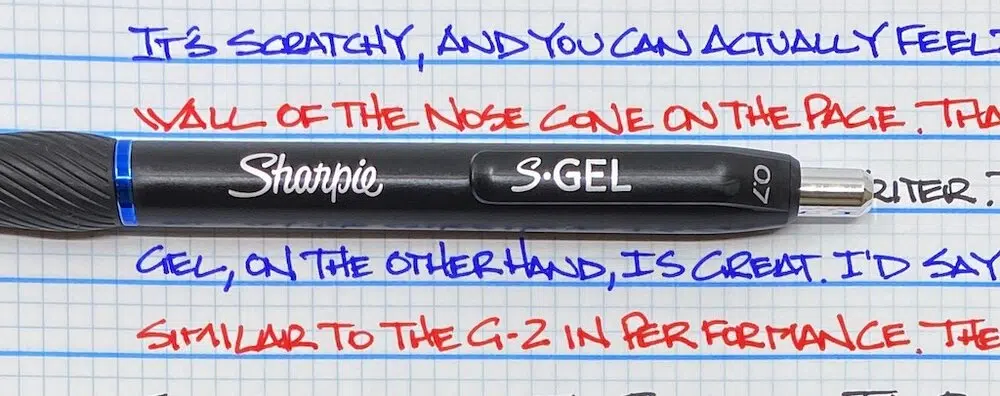 IT'S SCRATCHY, AND YOU CAN ACTUALLY FEEL
WALL OF THE NOSE CONE ON THE PAGE. THA
Sharpie S·GEL 0.7
RITER.
GEL, ON THE OTHER HAND, IS GREAT. I'D SAY
SIMILAR TO THE G-2 IN PERFORMANCE. THE